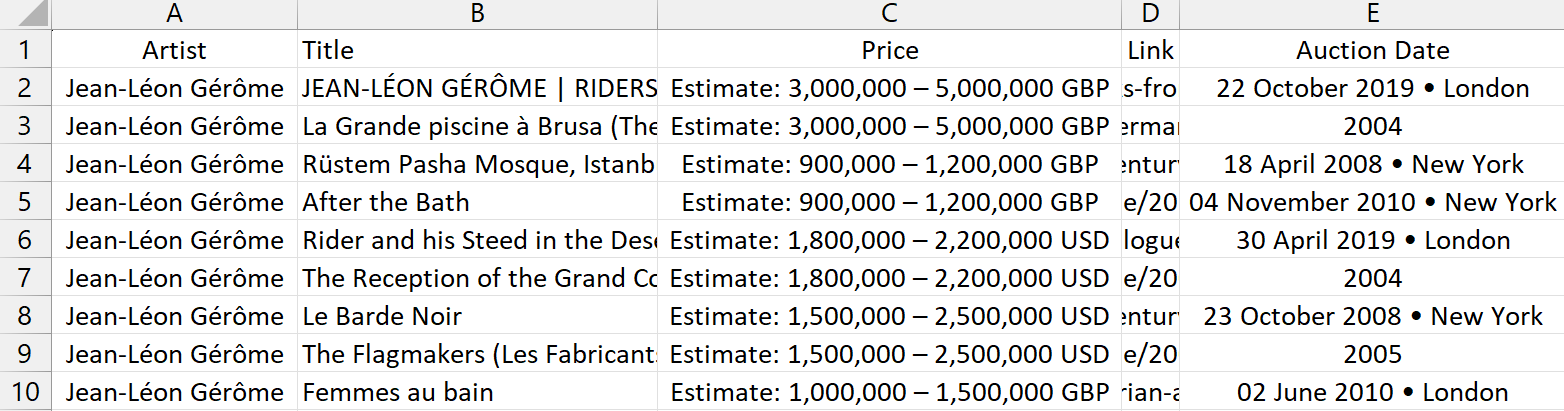 A B C D E
1 Artist Title Price Link Auction Date
2 Jean-Léon Gérôme JEAN-LÉON GÉRÔME | RIDERS Estimate: 3,000,000 – 5,000,000 GBP s-fro 22 October 2019 • London
3 Jean-Léon Gérôme La Grande piscine à Brusa (The Estimate: 3,000,000 – 5,000,000 GBP erma 2004
4 Jean-Léon Gérôme Rüstem Pasha Mosque, Istanb Estimate: 900,000 – 1,200,000 GBP entury 18 April 2008 • New York
5 Jean-Léon Gérôme After the Bath Estimate: 900,000 – 1,200,000 GBP e/20 04 November 2010 • New York
6 Jean-Léon Gérôme Rider and his Steed in the Dese Estimate: 1,800,000 – 2,200,000 USD logue 30 April 2019 • London
7 Jean-Léon Gérôme The Reception of the Grand Co Estimate: 1,800,000 – 2,200,000 USD e/20 2004
8 Jean-Léon Gérôme Le Barde Noir Estimate: 1,500,000 – 2,500,000 USD entury 23 October 2008 • New York
9 Jean-Léon Gérôme The Flagmakers (Les Fabricants Estimate: 1,500,000 – 2,500,000 USD e/20 2005
10 Jean-Léon Gérôme Femmes au bain Estimate: 1,000,000 – 1,500,000 GBP rian-a 02 June 2010 • London